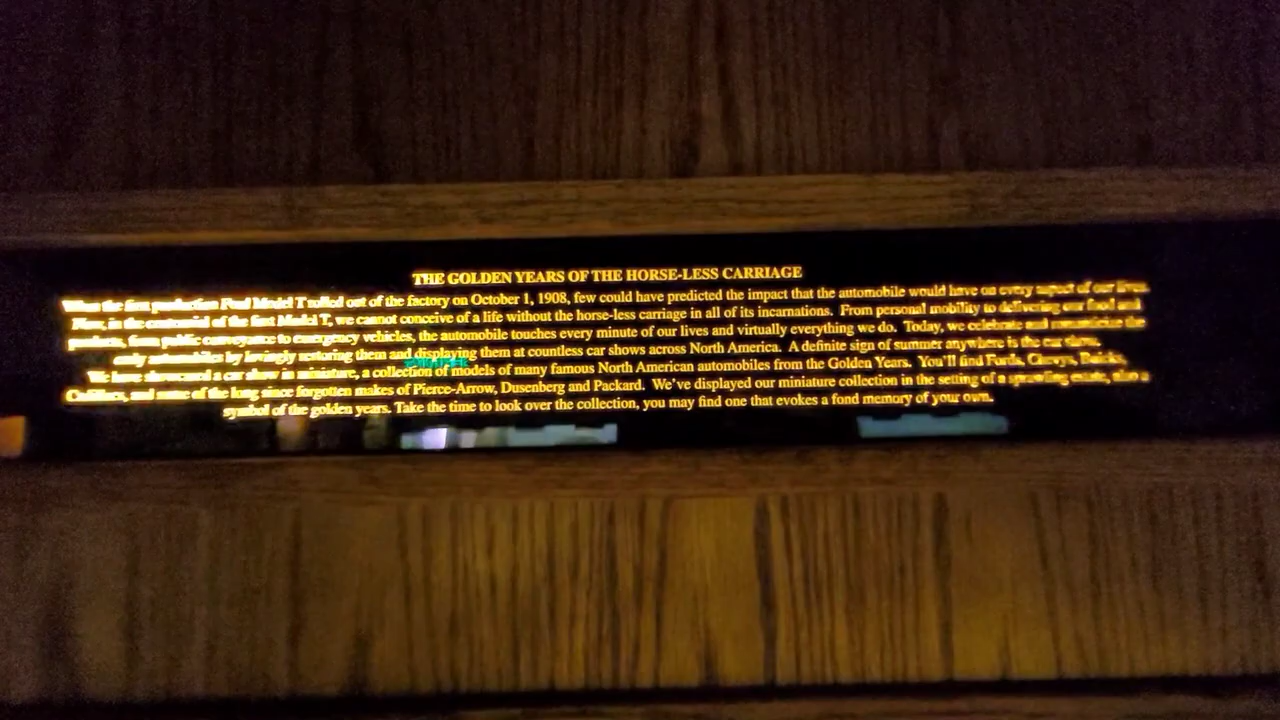 THE GOLDEN YEARS OF THE HORSE-LESS CARRIAGE
When the first production Ford Model T rolled out of the factory on October 1, 1908, few could have predicted the impact that the automobile would have on every aspect of our lives.
Now, in the centennial of the first Model T, we cannot conceive of a life without the horse-less carriage in all of its incarnations. From personal mobility to delivering our food and
products, from public conveyance to emergency vehicles, the automobile touches every minute of our lives and virtually everything we do. Today, we celebrate and the
early automobiles by lovingly restoring them and displaying them at countless car shows across North America. A definite sign of summer anywhere is the car show.
We have showcased a car show in miniature, a collection of models of many famous North American automobiles from the Golden Years. You'll find Fords, Chevys, Buicks,
Cadillacs, and some of the long since forgotten makes of Pierce-Arrow, Dusenberg and Packard. We've displayed our miniature collection in the setting of a sprawling estate, also a
symbol of the golden years. Take the time to look over the collection, you may find one that evokes a fond memory of your own.